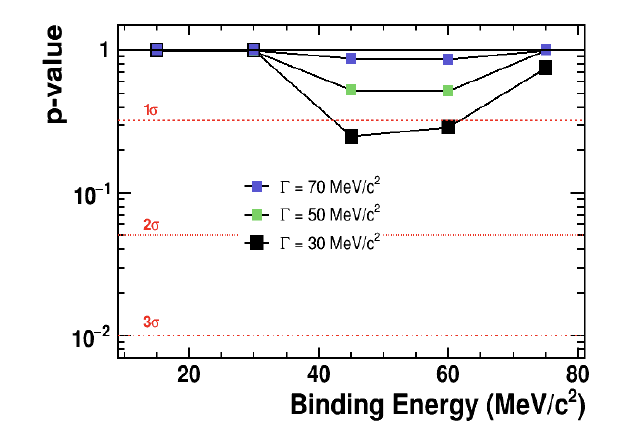 p-value
1
1σ
10⁻¹
Γ = 70 MeV/c²
Γ = 50 MeV/c²
2σ
Γ = 30 MeV/c²
3σ
10⁻²
20 40 60 80
Binding Energy (MeV/c²)